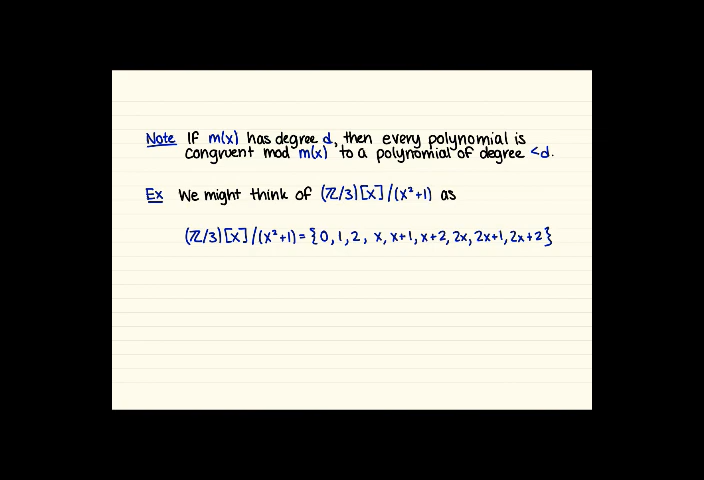 Note If m(x) has degree d, then every polynomial is
congruent mod m(x) to a polynomial of degree <d.
Ex We might think of (ℤ/3)[x]/(x²+1) as
(ℤ/3)[x]/(x²+1) = {0, 1, 2, x, x+1, x+2, 2x, 2x+1, 2x+2}